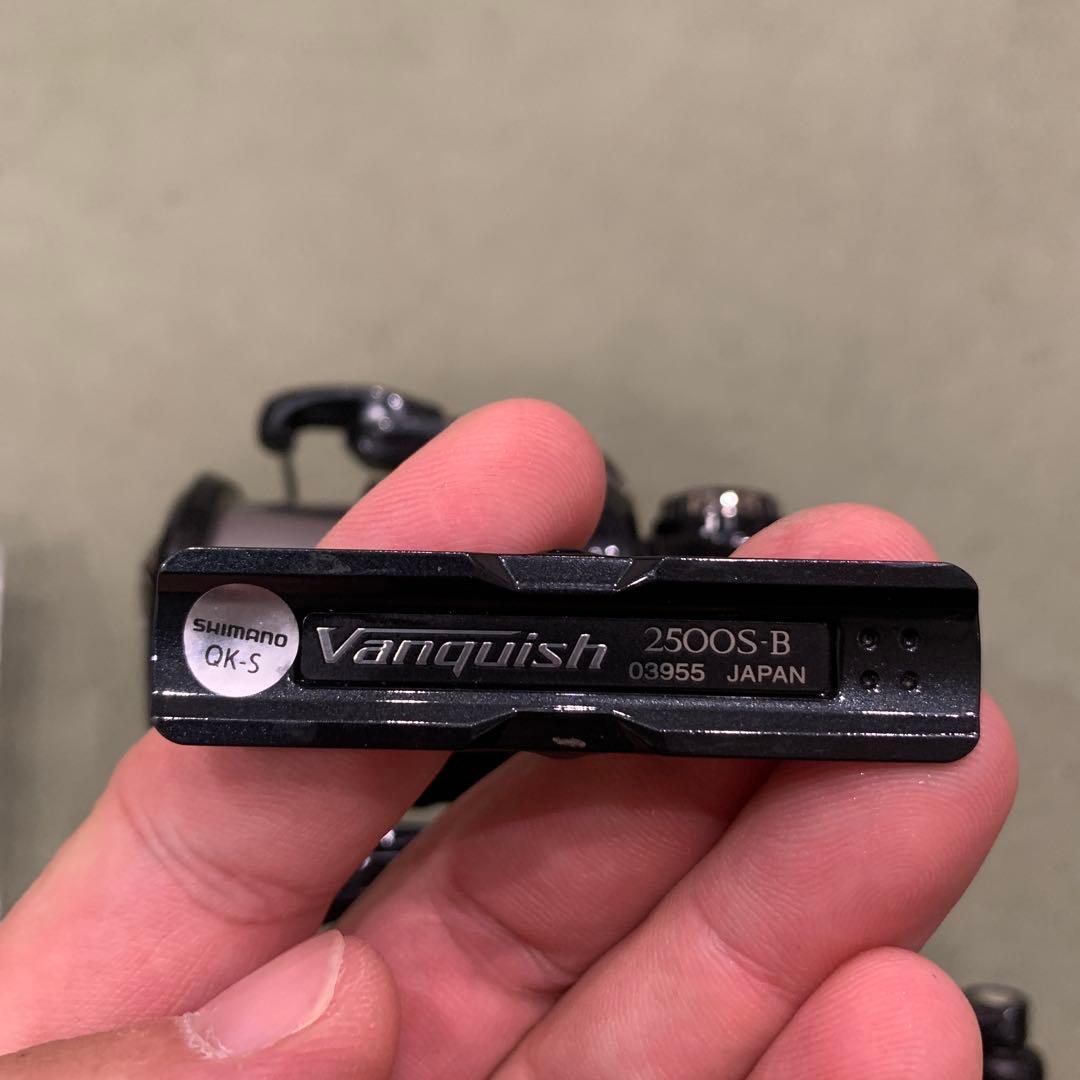 SHIMANO
QK-S
Vanquish
2500S-B
03955 JAPAN